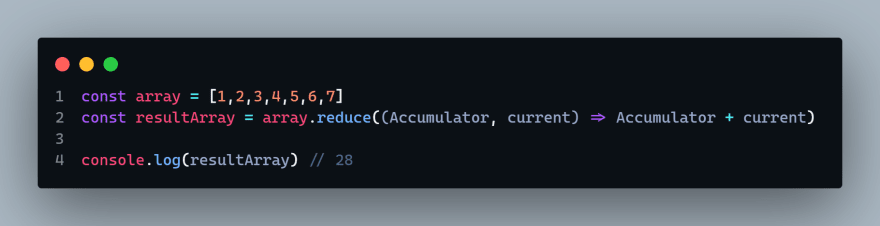 1 const array = [1,2,3,4,5,6,7]
2 const resultArray = array.reduce((Accumulator, current) => Accumulator + current)
3
4 console.log(resultArray) // 28